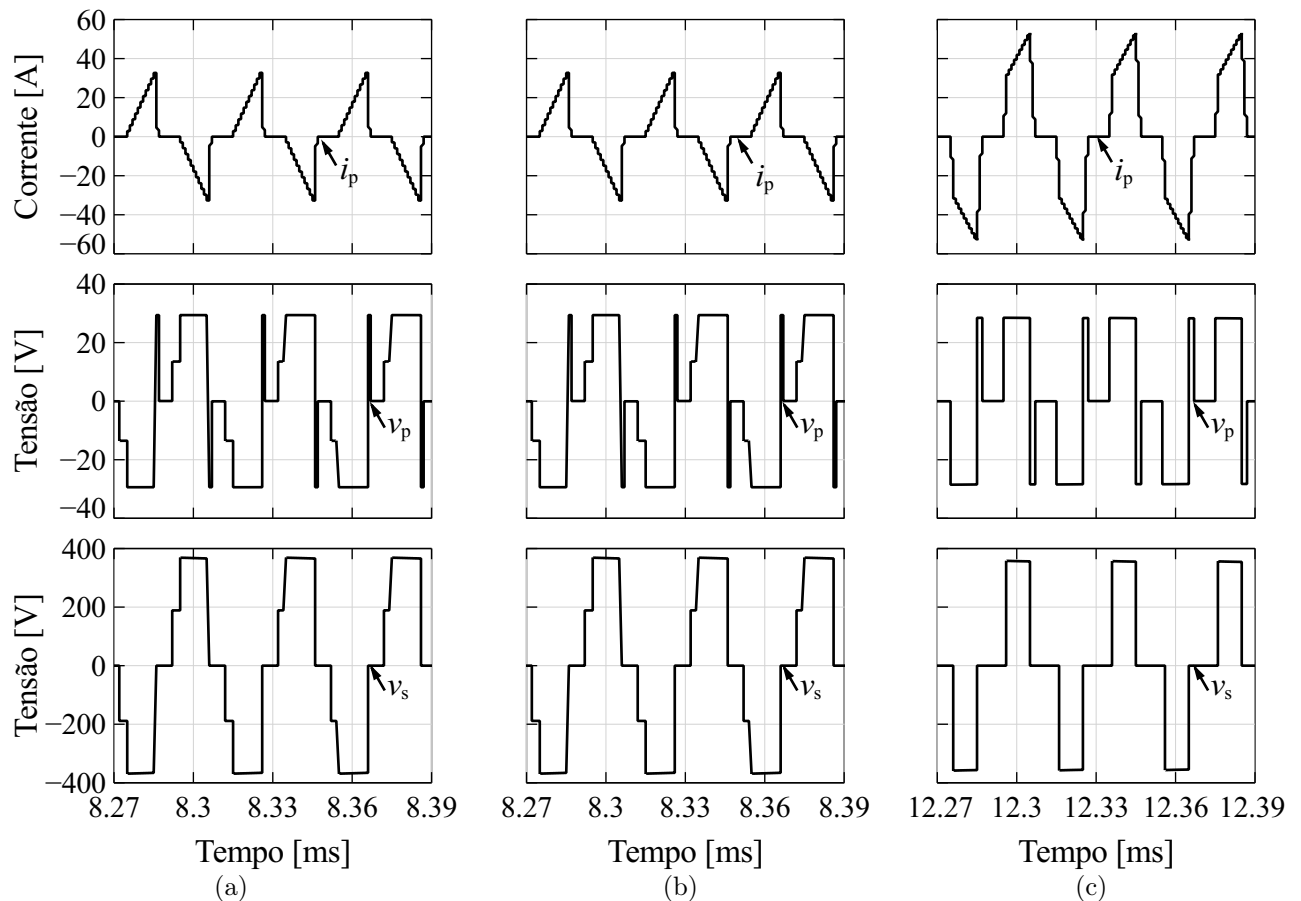 Corrente [A]
60
40
20
0
−20
−40
−60
i_p
i_p
i_p
Tensão [V]
40
20
0
−20
−40
v_p
v_p
v_p
Tensão [V]
400
200
0
−200
−400
v_s
v_s
v_s
8.27 8.3 8.33 8.36 8.39 8.27 8.3 8.33 8.36 8.39 12.27 12.3 12.33 12.36 12.39
Tempo [ms] Tempo [ms] Tempo [ms]
(a) (b) (c)